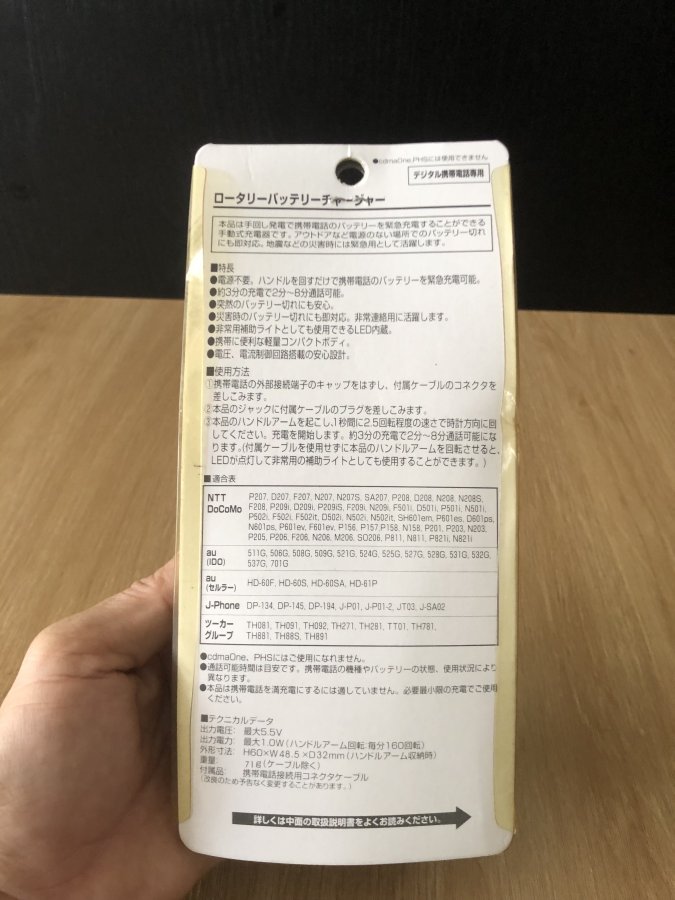 ●cdmaOne,PHSには使用できません
デジタル携帯電話専用
ロータリーバッテリーチャージャー
本品は手回し発電で携帯電話のバッテリーを緊急充電することができる
手動式充電器です。アウトドアなど電源のない場所でのバッテリー切れ
にも即対応。地震などの災害時には緊急用として活躍します。
■特長
●電源不要。ハンドルを回すだけで携帯電話のバッテリーを緊急充電可能。
●約3分の充電で2分〜8分通話可能。
●突然のバッテリー切れにも安心。
●災害時のバッテリー切れにも即対応。非常連絡用に活躍します。
●非常用補助ライトとしても使用できるLED内蔵。
●携帯に便利な軽量コンパクトボディ。
●電圧、電流制御回路搭載の安心設計。
■使用方法
①携帯電話の外部接続端子のキャップをはずし、付属ケーブルのコネクタを
差しこみます。
②本品のジャックに付属ケーブルのプラグを差しこみます。
③本品のハンドルアームを起こし、1秒間に2.5回転程度の速さで時計方向に回
してください。充電を開始します。約3分の充電で2分〜8分通話可能にな
ります。(付属ケーブルを使用せずに本品のハンドルアームを回転させると、
LEDが点灯して非常用の補助ライトとしても使用することができます。)
■適合表
NTT DoCoMo
P207, D207, F207, N207, N207S, SA207, P208, D208, N208, N208S,
F208, P209i, D209i, P209iS, F209i, N209i, F501i, D501i, P501i, N501i,
P502i, F502i, F502it, D502i, N502i, N502it, SH601em, P601es, D601ps,
N601ps, P601ev, F601ev, P156, P157, P158, N158, P201, P203, N203,
P205, P206, F206, N206, M206, SO206, P811, N811, P821i, N821i
au (IDO)
511G, 506G, 508G, 509G, 521G, 524G, 525G, 527G, 528G, 531G, 532G,
537G, 701G
au (セルラー) HD-60F, HD-60S, HD-60SA, HD-61P
J-Phone DP-134, DP-145, DP-194, J-P01, J-P01-2, JT03, J-SA02
ツーカー グループ
TH081, TH091, TH092, TH271, TH281, TT01, TH781,
TH881, TH88S, TH891
●cdmaOne、PHSにはご使用になれません。
●通話可能時間は目安です。携帯電話の機種やバッテリーの状態、使用状況により
異なります。
●本品は携帯電話を満充電にするには適していません。必要最小限の充電でご使用
ください。
■テクニカルデータ
出力電圧: 最大5.5V
出力電力: 最大1.0W(ハンドルアーム回転 毎分160回転)
外形寸法: H60×W48.5×D32mm(ハンドルアーム収納時)
重量: 71g(ケーブル除く)
付属品: 携帯電話接続用コネクタケーブル
(改良のため予告なく変更することがあります。)
詳しくは中面の取扱説明書をよくお読みください。